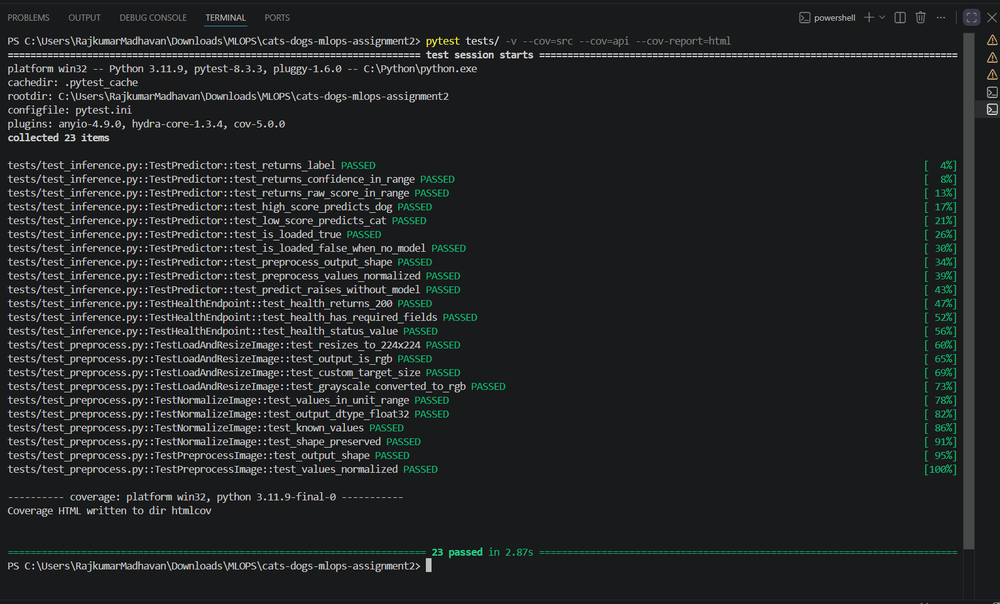 PROBLEMS OUTPUT DEBUG CONSOLE TERMINAL PORTS powershell
PS C:\Users\RajkumarMadhavan\Downloads\MLOPS\cats-dogs-mlops-assignment2> pytest tests/ -v --cov=src --cov=api --cov-report=html
========================================================================= test session starts ==========================================================================
platform win32 -- Python 3.11.9, pytest-8.3.3, pluggy-1.6.0 -- C:\Python\python.exe
cachedir: .pytest_cache
rootdir: C:\Users\RajkumarMadhavan\Downloads\MLOPS\cats-dogs-mlops-assignment2
configfile: pytest.ini
plugins: anyio-4.9.0, hydra-core-1.3.4, cov-5.0.0
collected 23 items
tests/test_inference.py::TestPredictor::test_returns_label PASSED [  4%]
tests/test_inference.py::TestPredictor::test_returns_confidence_in_range PASSED [  8%]
tests/test_inference.py::TestPredictor::test_returns_raw_score_in_range PASSED [ 13%]
tests/test_inference.py::TestPredictor::test_high_score_predicts_dog PASSED [ 17%]
tests/test_inference.py::TestPredictor::test_low_score_predicts_cat PASSED [ 21%]
tests/test_inference.py::TestPredictor::test_is_loaded_true PASSED [ 26%]
tests/test_inference.py::TestPredictor::test_is_loaded_false_when_no_model PASSED [ 30%]
tests/test_inference.py::TestPredictor::test_preprocess_output_shape PASSED [ 34%]
tests/test_inference.py::TestPredictor::test_preprocess_values_normalized PASSED [ 39%]
tests/test_inference.py::TestPredictor::test_predict_raises_without_model PASSED [ 43%]
tests/test_inference.py::TestHealthEndpoint::test_health_returns_200 PASSED [ 47%]
tests/test_inference.py::TestHealthEndpoint::test_health_has_required_fields PASSED [ 52%]
tests/test_inference.py::TestHealthEndpoint::test_health_status_value PASSED [ 56%]
tests/test_preprocess.py::TestLoadAndResizeImage::test_resizes_to_224x224 PASSED [ 60%]
tests/test_preprocess.py::TestLoadAndResizeImage::test_output_is_rgb PASSED [ 65%]
tests/test_preprocess.py::TestLoadAndResizeImage::test_custom_target_size PASSED [ 69%]
tests/test_preprocess.py::TestLoadAndResizeImage::test_grayscale_converted_to_rgb PASSED [ 73%]
tests/test_preprocess.py::TestNormalizeImage::test_values_in_unit_range PASSED [ 78%]
tests/test_preprocess.py::TestNormalizeImage::test_output_dtype_float32 PASSED [ 82%]
tests/test_preprocess.py::TestNormalizeImage::test_known_values PASSED [ 86%]
tests/test_preprocess.py::TestNormalizeImage::test_shape_preserved PASSED [ 91%]
tests/test_preprocess.py::TestPreprocessImage::test_output_shape PASSED [ 95%]
tests/test_preprocess.py::TestPreprocessImage::test_values_normalized PASSED [100%]
---------- coverage: platform win32, python 3.11.9-final-0 -----------
Coverage HTML written to dir htmlcov
========================================================================== 23 passed in 2.87s ==========================================================================
PS C:\Users\RajkumarMadhavan\Downloads\MLOPS\cats-dogs-mlops-assignment2>